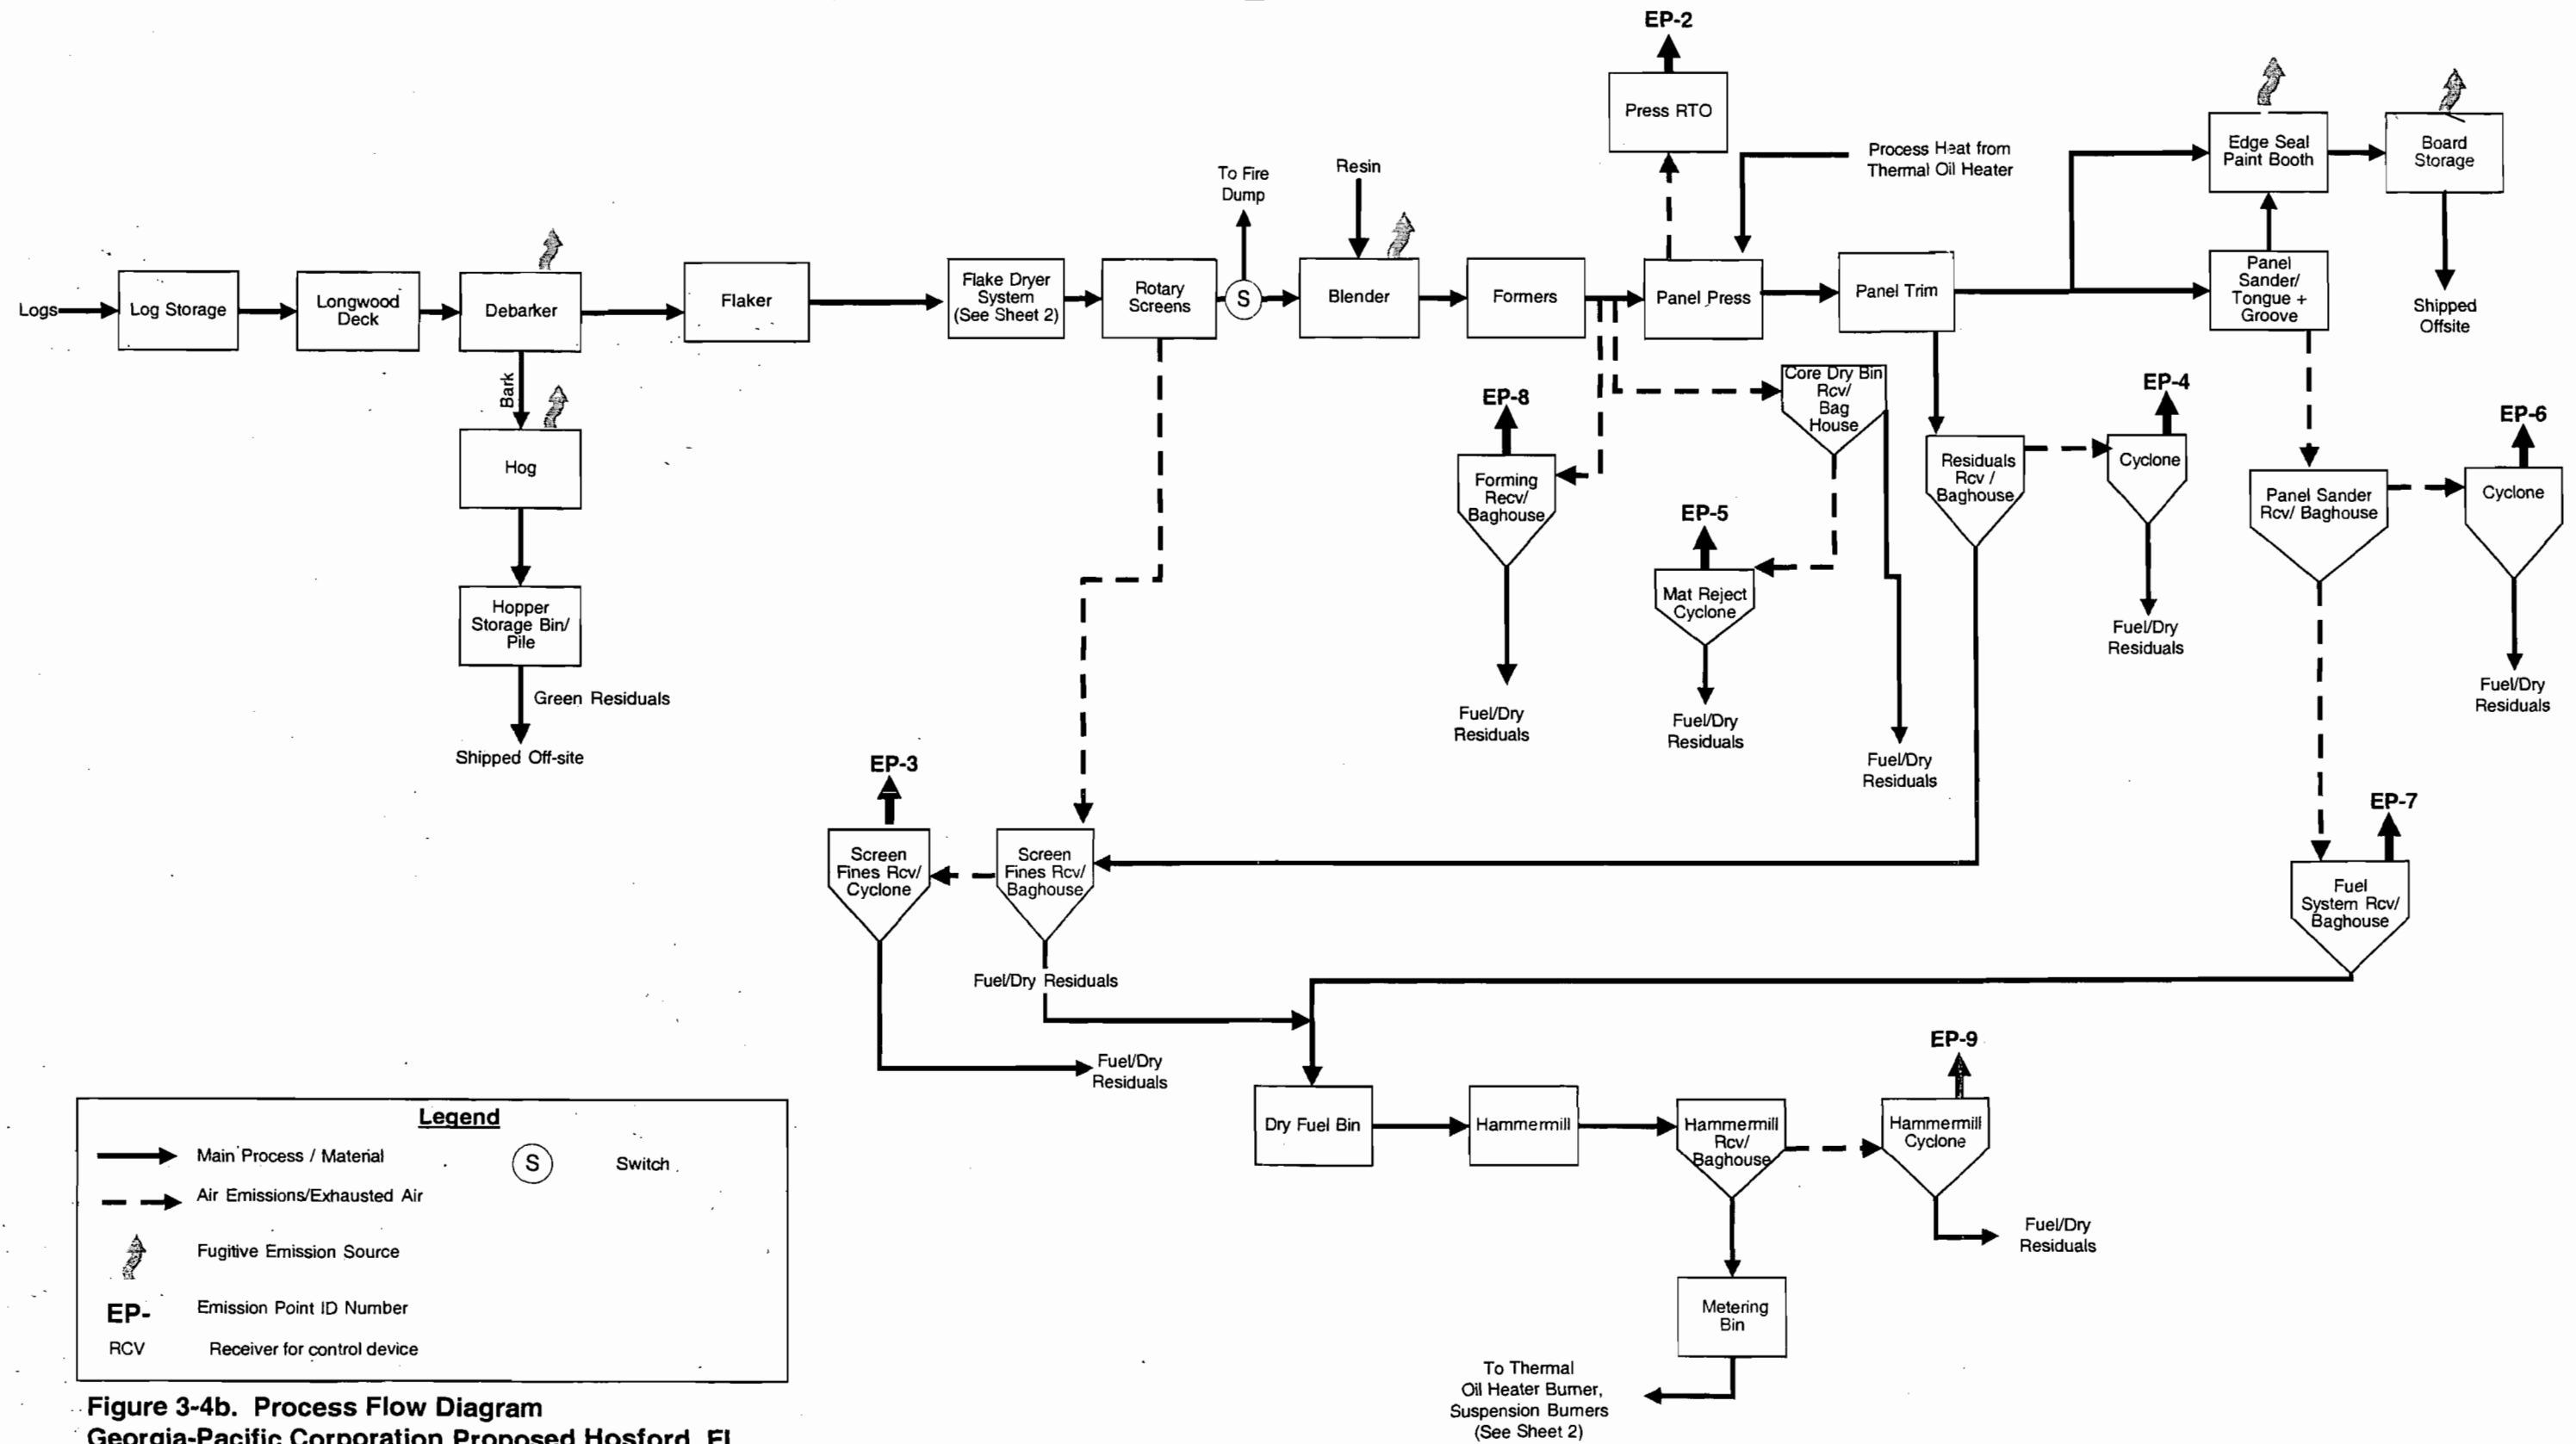 EP-2
Press RTO
Process Heat from
Thermal Oil Heater
Edge Seal
Paint Booth
Board
Storage
To Fire
Dump
Resin
Logs
Log Storage
Longwood
Deck
Debarker
Flaker
Flake Dryer
System
(See Sheet 2)
Rotary
Screens
S
Blender
Formers
Panel Press
Panel Trim
Panel
Sander/
Tongue +
Groove
Shipped
Offsite
Bark
Hog
Hopper
Storage Bin/
Pile
Green Residuals
Shipped Off-site
EP-8
Forming
Recv/
Baghouse
Fuel/Dry
Residuals
Core Dry Bin
Rcv/
Bag
House
EP-5
Mat Reject
Cyclone
Fuel/Dry
Residuals
Fuel/Dry
Residuals
Residuals
Rcv /
Baghouse
EP-4
Cyclone
Fuel/Dry
Residuals
Panel Sander
Rcv/ Baghouse
EP-6
Cyclone
Fuel/Dry
Residuals
EP-3
Screen
Fines Rcv/
Cyclone
Screen
Fines Rcv/
Baghouse
Fuel/Dry Residuals
Fuel/Dry
Residuals
EP-7
Fuel
System Rcv/
Baghouse
Dry Fuel Bin
Hammermill
Hammermill
Rcv/
Baghouse
EP-9
Hammermill
Cyclone
Fuel/Dry
Residuals
Metering
Bin
To Thermal
Oil Heater Burner,
Suspension Burners
(See Sheet 2)
Legend
Main Process / Material
S Switch
Air Emissions/Exhausted Air
Fugitive Emission Source
EP- Emission Point ID Number
RCV Receiver for control device
Figure 3-4b. Process Flow Diagram
Georgia-Pacific Corporation Proposed Hosford, FL